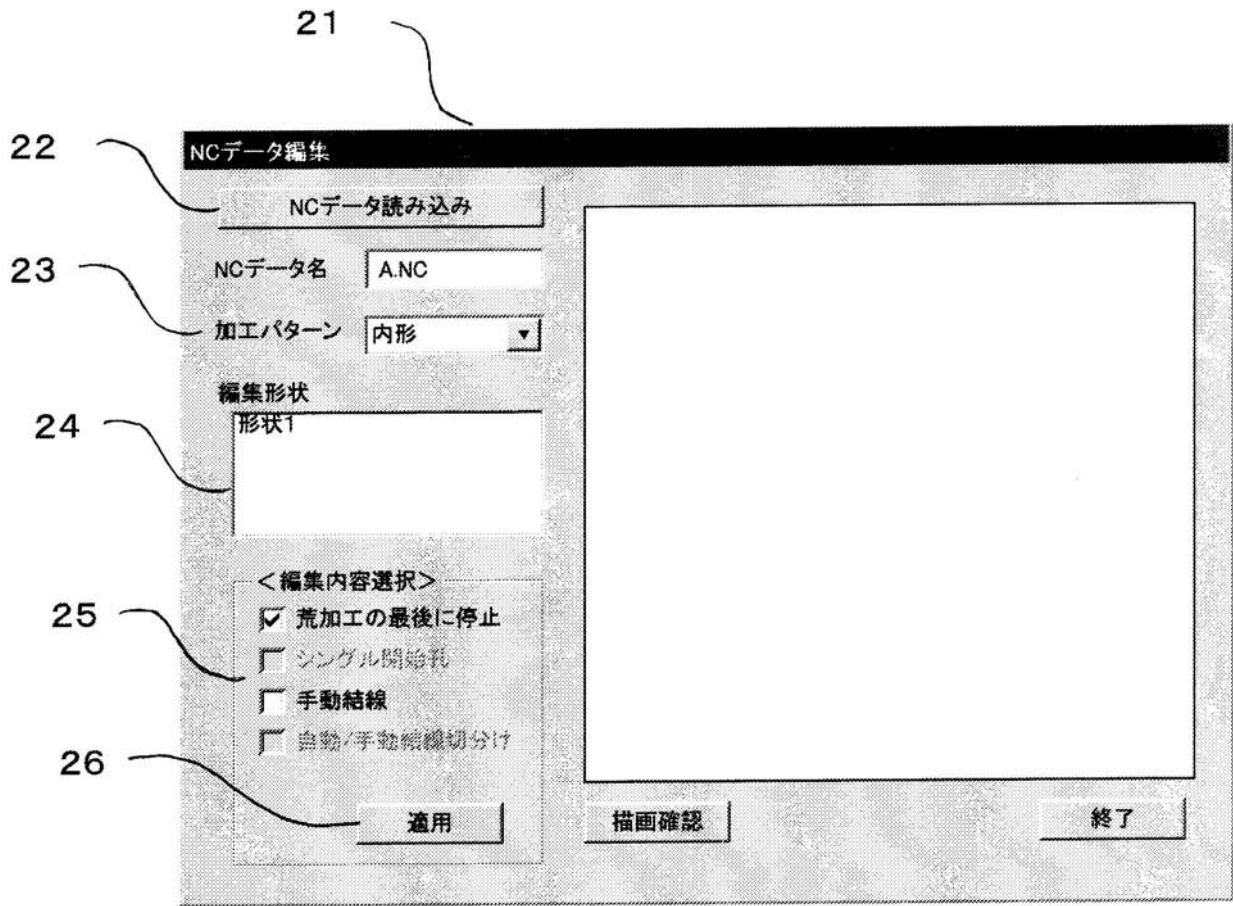 21
22
NCデータ編集
NCデータ読み込み
23
NCデータ名 A.NC
加工パターン 内形
編集形状
24
形状1
<編集内容選択>
25
荒加工の最後に停止
シングル開始孔
手動結線
自動/手動結線切分け
26
適用
描画確認
終了